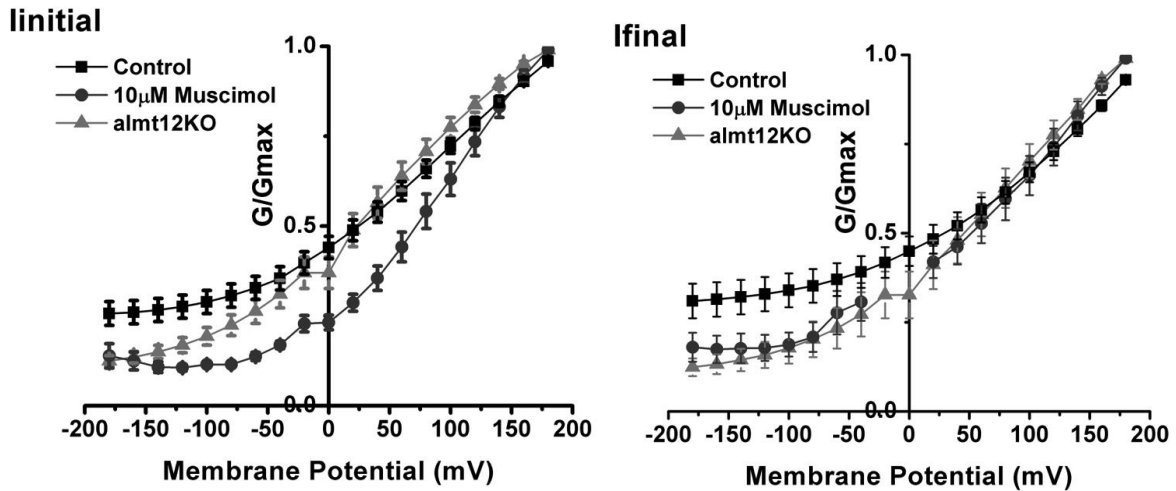 Iinitial
Control
10μM Muscimol
almt12KO
G/Gmax
1.0
0.5
0.0
-200 -150 -100 -50 0 50 100 150 200
Membrane Potential (mV)
Ifinal
Control
10μM Muscimol
almt12KO
G/Gmax
1.0
0.5
0.0
-200 -150 -100 -50 0 50 100 150 200
Membrane Potential (mV)